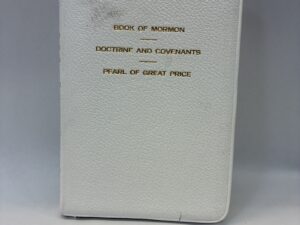 BOOK OF MORMON
DOCTRINE AND COVENANTS
PEARL OF GREAT PRICE